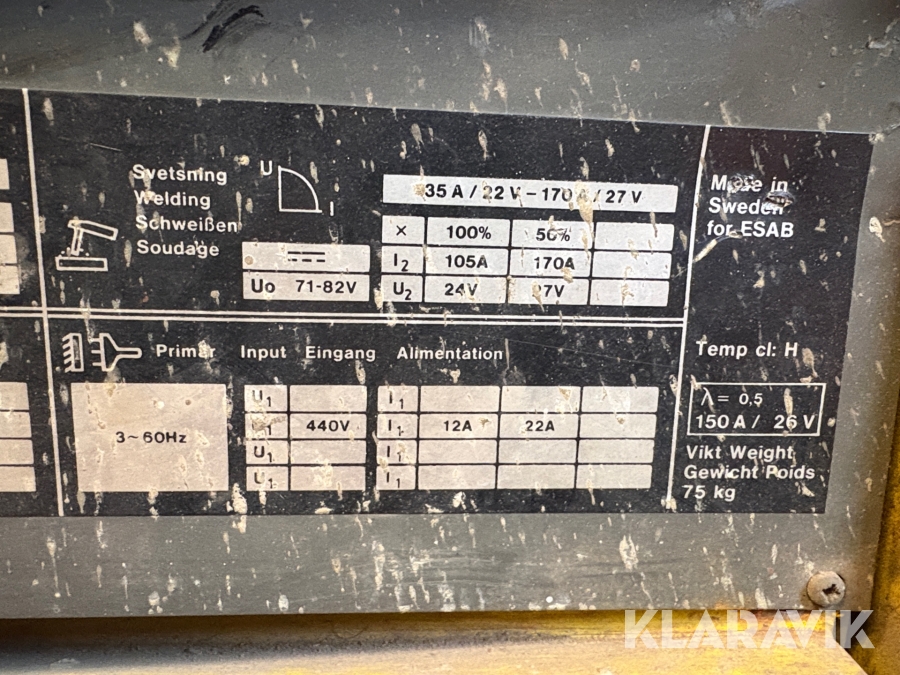 Svetsning
Welding
Schweißen
Soudage
U
I
Uo 71-82V
35 A / 22 V – 170 A / 27 V
X 100% 50%
I2 105A 170A
U2 24V 27V
Made in
Sweden
for ESAB
Primär Input Eingang Alimentation
3~60Hz
U1 I1
U1 440V I1 12A 22A
U1 I1
U1 I1
Temp cl: H
λ = 0,5
150 A / 26 V
Vikt Weight
Gewicht Poids
75 kg
KLARAVIK